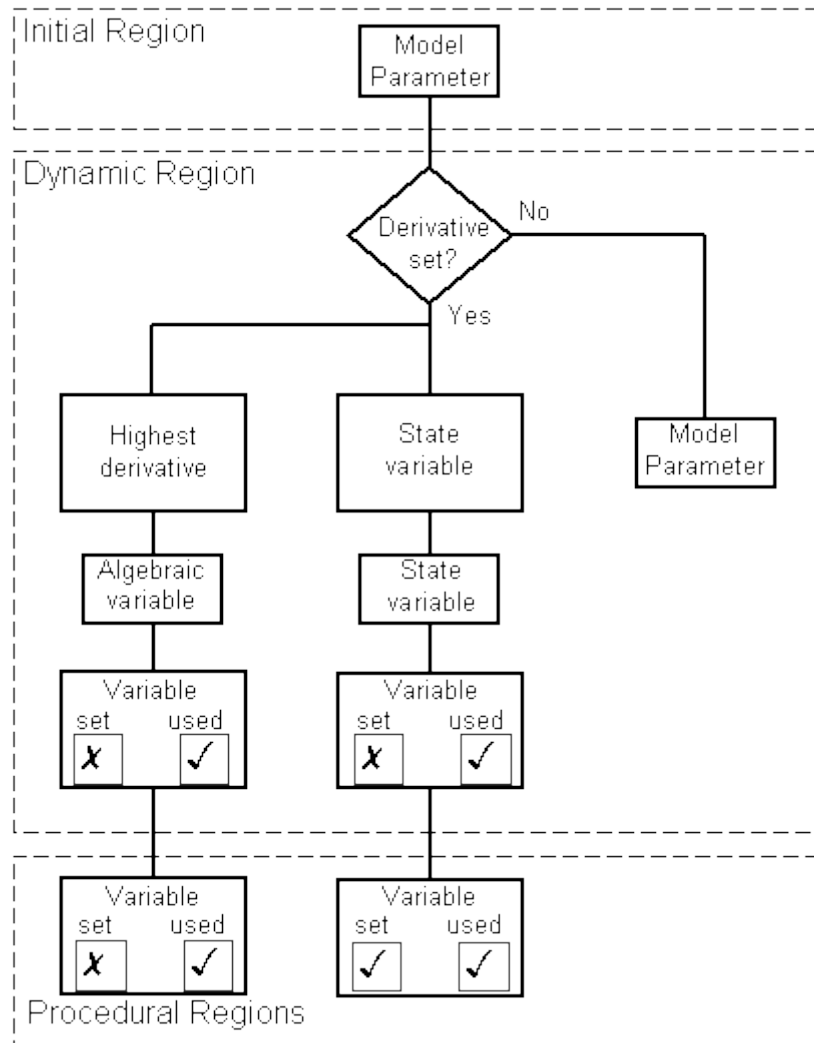 Initial Region
Model
Parameter
Dynamic Region
Derivative
set?
No
Yes
Highest
derivative
State
variable
Model
Parameter
Algebraic
variable
State
variable
Variable
set used
✗ ✓
Variable
set used
✗ ✓
Variable
set used
✗ ✓
Variable
set used
✓ ✓
Procedural Regions